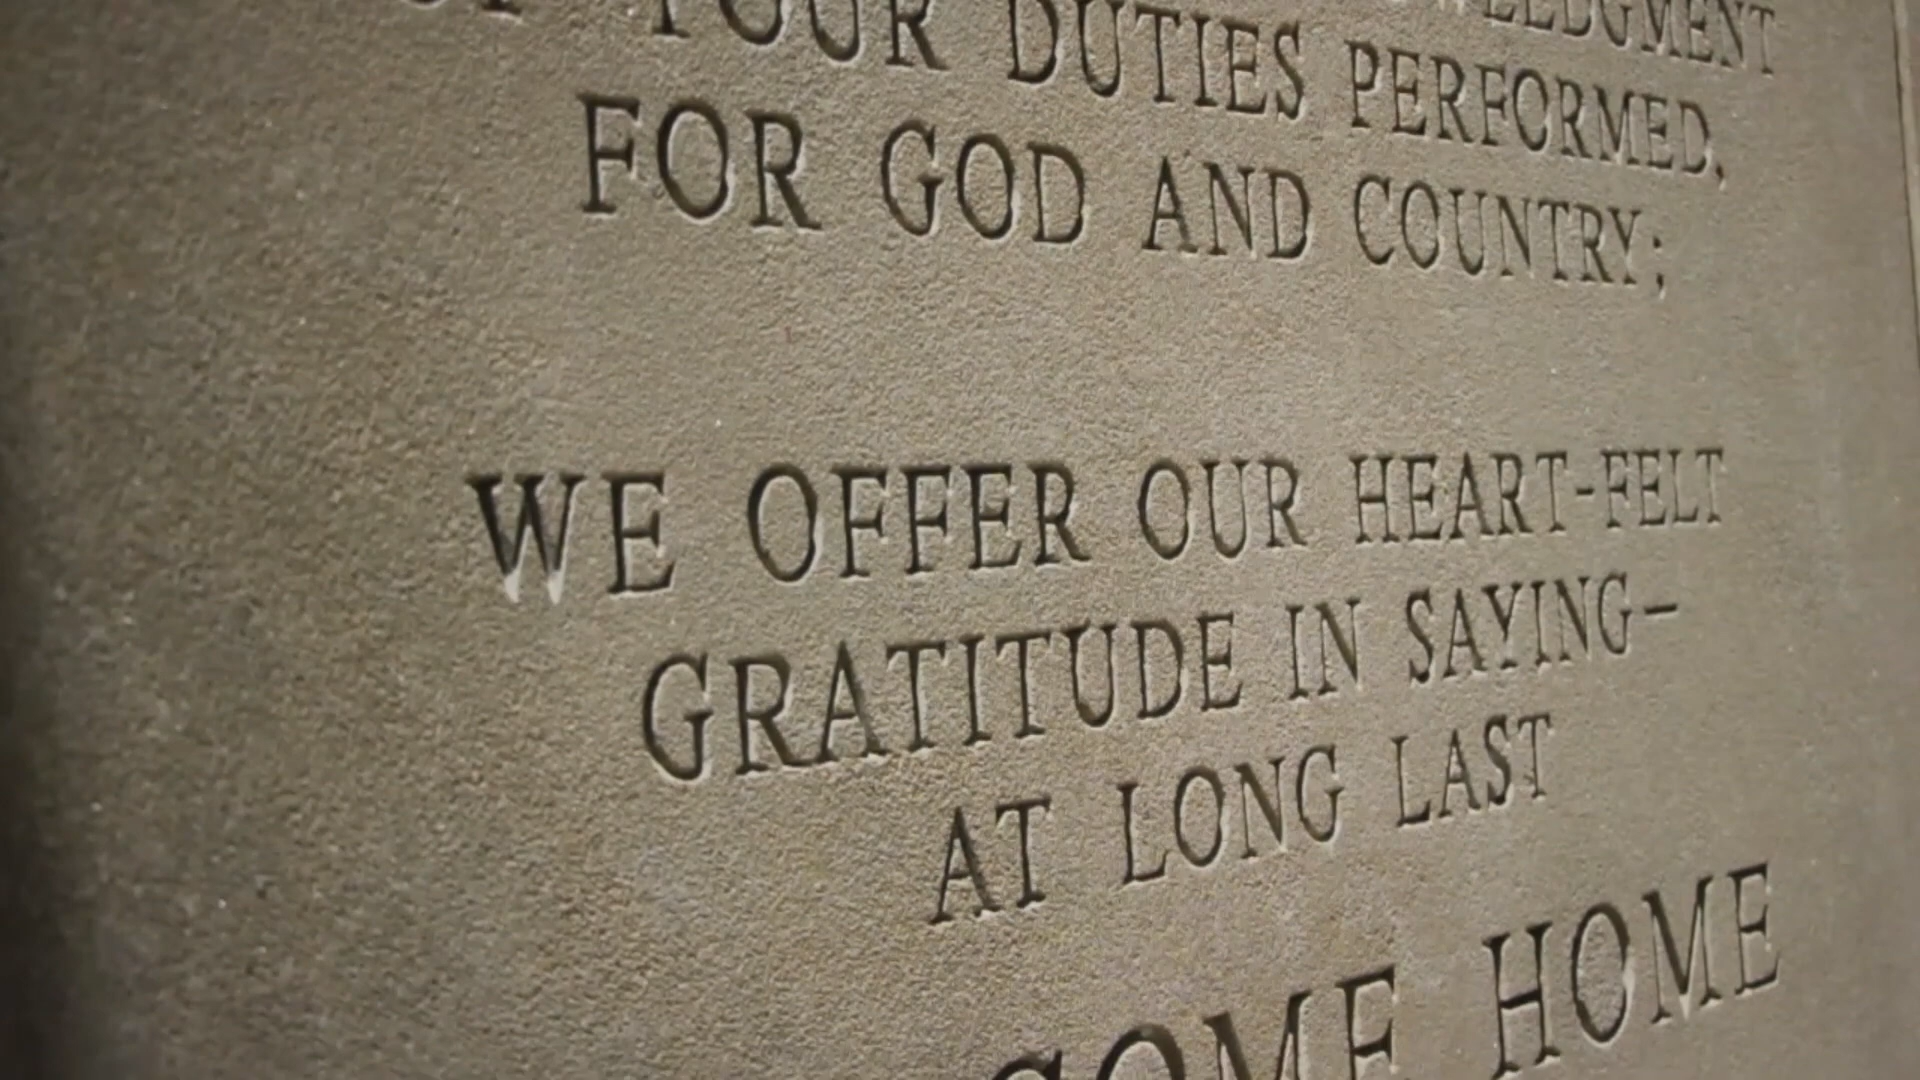 YOUR DUTIES PERFORMED,
FOR GOD AND COUNTRY;
WE OFFER OUR HEART-FELT
GRATITUDE IN SAYING—
AT LONG LAST
HOME